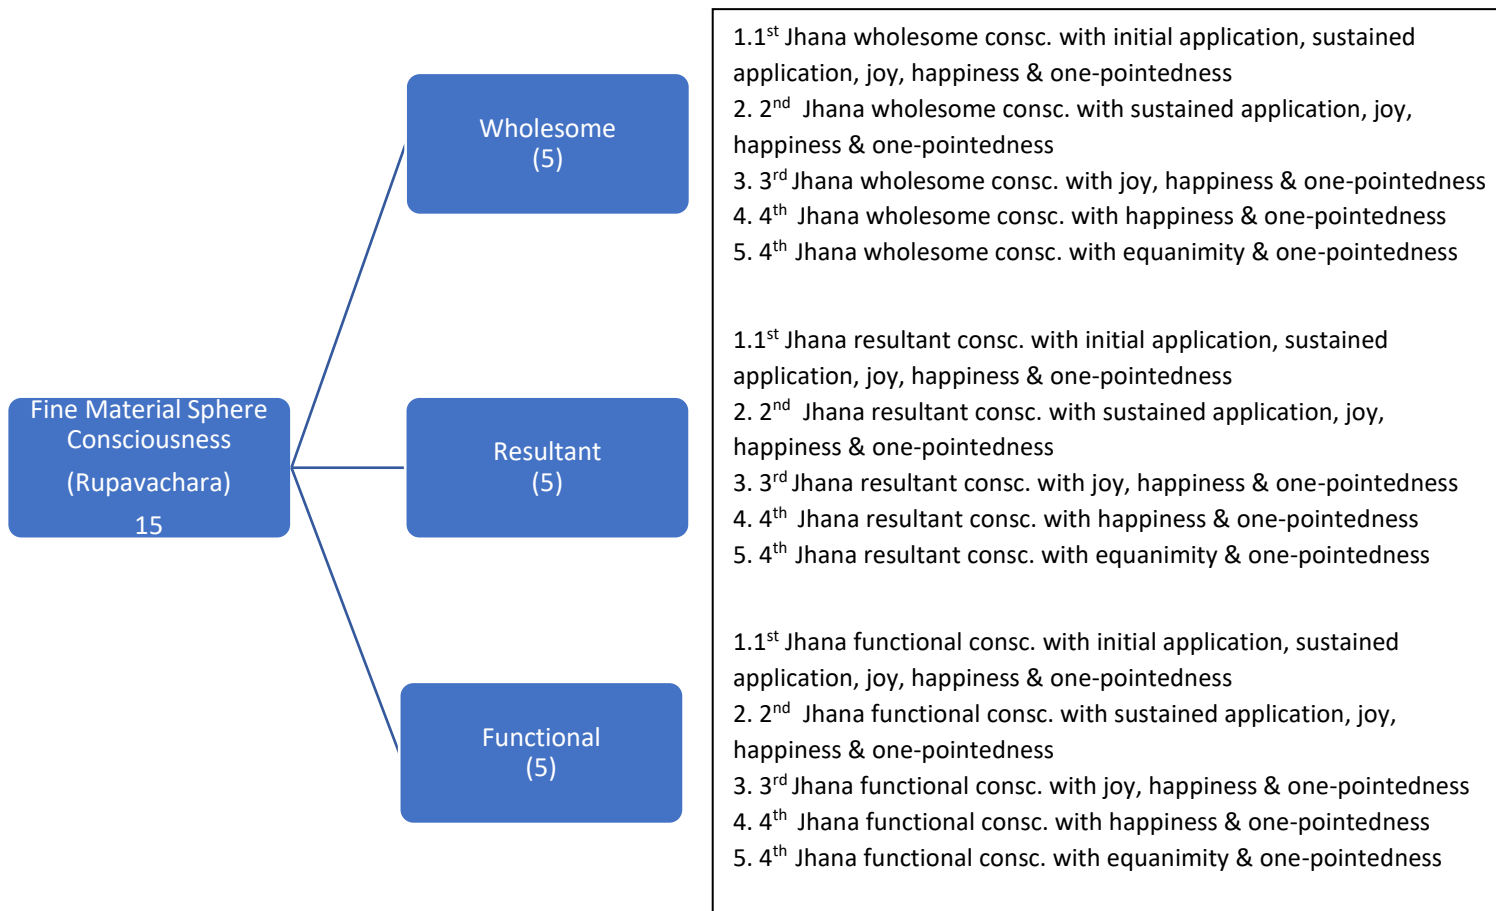 Fine Material Sphere
Consciousness
(Rupavachara)
15
Wholesome
(5)
Resultant
(5)
Functional
(5)
1.1st Jhana wholesome consc. with initial application, sustained
application, joy, happiness & one-pointedness
2. 2nd Jhana wholesome consc. with sustained application, joy,
happiness & one-pointedness
3. 3rd Jhana wholesome consc. with joy, happiness & one-pointedness
4. 4th Jhana wholesome consc. with happiness & one-pointedness
5. 4th Jhana wholesome consc. with equanimity & one-pointedness
1.1st Jhana resultant consc. with initial application, sustained
application, joy, happiness & one-pointedness
2. 2nd Jhana resultant consc. with sustained application, joy,
happiness & one-pointedness
3. 3rd Jhana resultant consc. with joy, happiness & one-pointedness
4. 4th Jhana resultant consc. with happiness & one-pointedness
5. 4th Jhana resultant consc. with equanimity & one-pointedness
1.1st Jhana functional consc. with initial application, sustained
application, joy, happiness & one-pointedness
2. 2nd Jhana functional consc. with sustained application, joy,
happiness & one-pointedness
3. 3rd Jhana functional consc. with joy, happiness & one-pointedness
4. 4th Jhana functional consc. with happiness & one-pointedness
5. 4th Jhana functional consc. with equanimity & one-pointedness